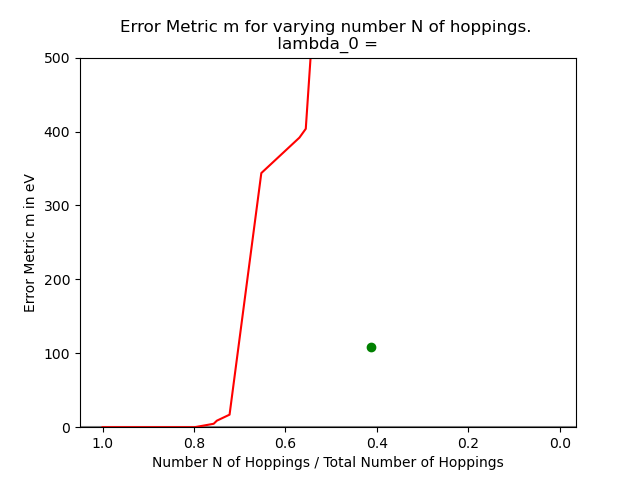 Error Metric m for varying number N of hoppings.
lambda_0 =
500
400
300
200
100
0
Error Metric m in eV
1.0 0.8 0.6 0.4 0.2 0.0
Number N of Hoppings / Total Number of Hoppings